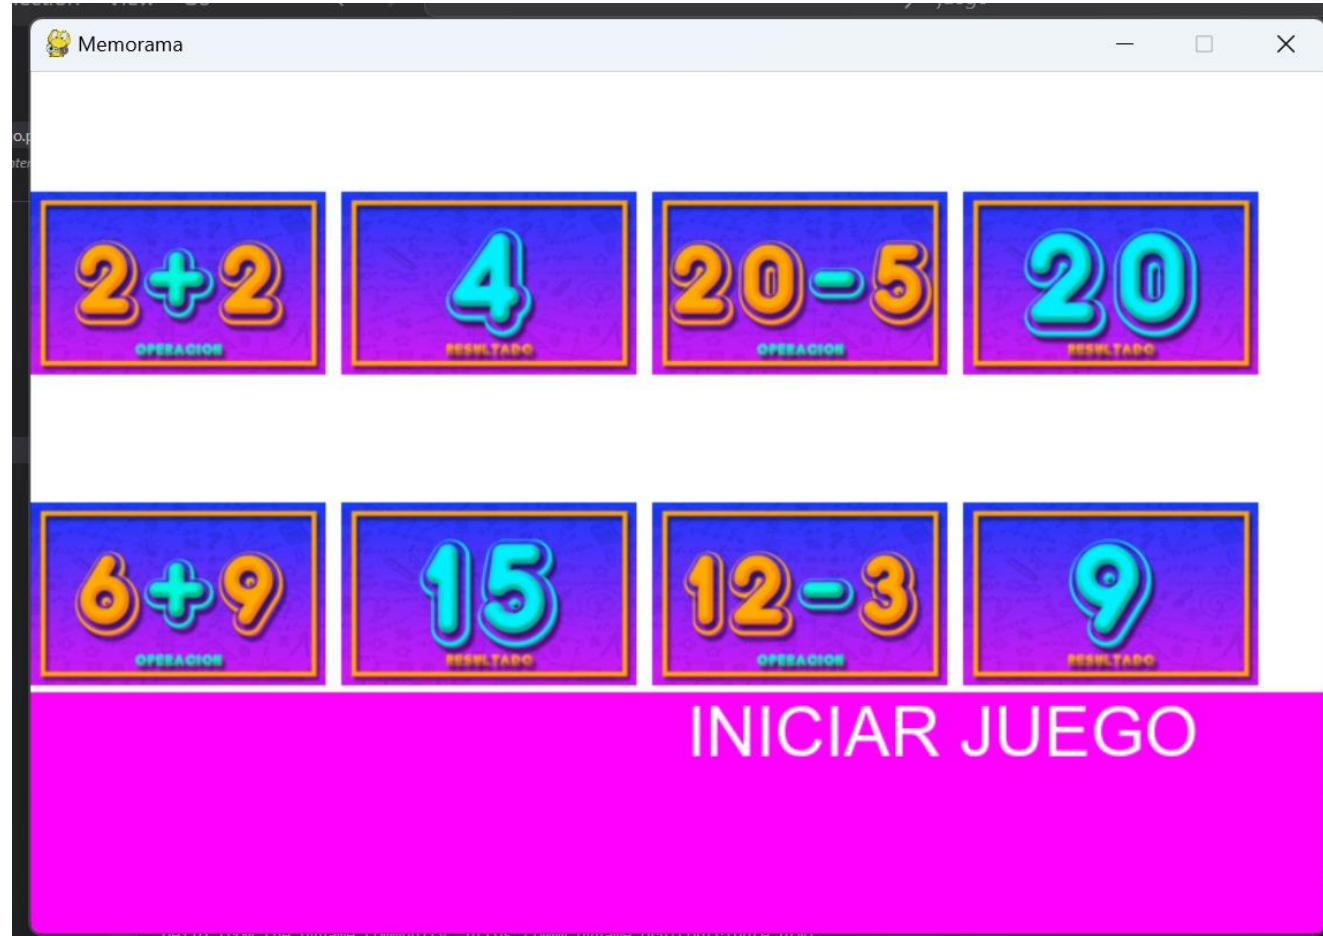 Memorama
2+2
OPERACION
4
RESULTADO
20-5
OPERACION
20
RESULTADO
6+9
OPERACION
15
RESULTADO
12-3
OPERACION
9
RESULTADO
INICIAR JUEGO